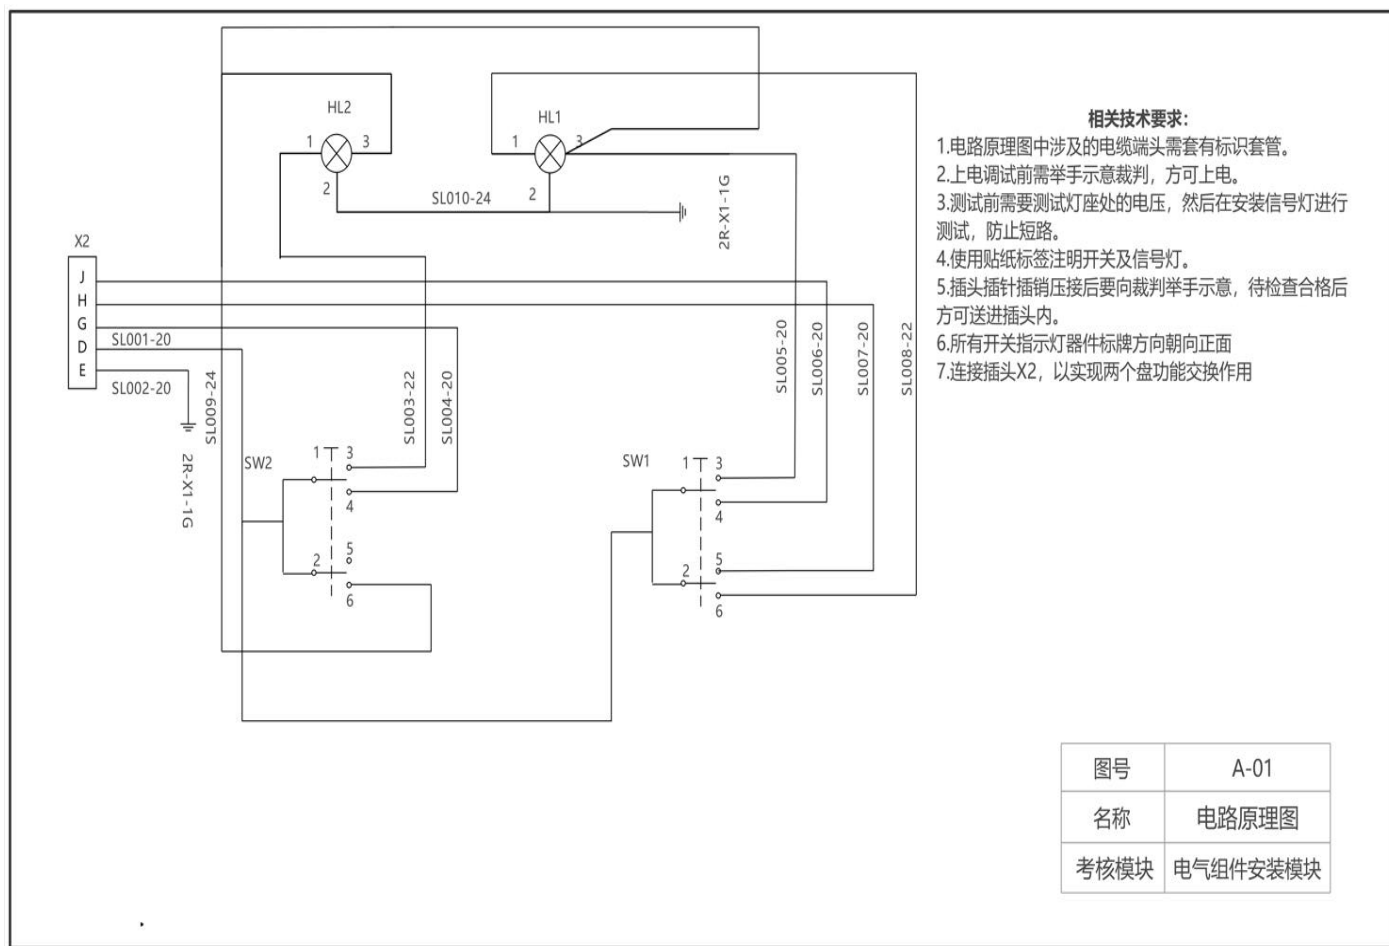 HL2
HL1
1
3
1
3
2
SL010-24
2
2R-X1-1G
相关技术要求：
1.电路原理图中涉及的电缆端头需套有标识套管。
2.上电调试前需举手示意裁判，方可上电。
3.测试前需要测试灯座处的电压，然后在安装信号灯进行
测试，防止短路。
4.使用贴纸标签注明开关及信号灯。
5.插头插针插销压接后要向裁判举手示意，待检查合格后
方可送进插头内。
6.所有开关指示灯器件标牌方向朝向正面
7.连接插头X2，以实现两个盘功能交换作用
X2
J
H
G
D
E
SL001-20
SL002-20
2R-X1-1G
SL009-24
SL003-22
SL004-20
SL005-20
SL006-20
SL007-20
SL008-22
SW2
1
3
4
2
5
6
SW1
1
3
4
2
5
6
图号 A-01
名称 电路原理图
考核模块 电气组件安装模块